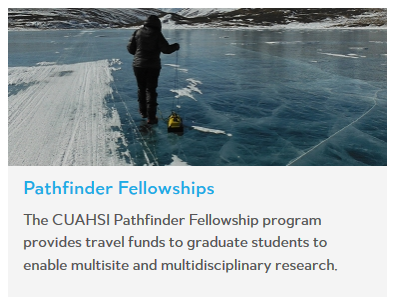 Pathfinder Fellowships
The CUAHSI Pathfinder Fellowship program
provides travel funds to graduate students to
enable multisite and multidisciplinary research.